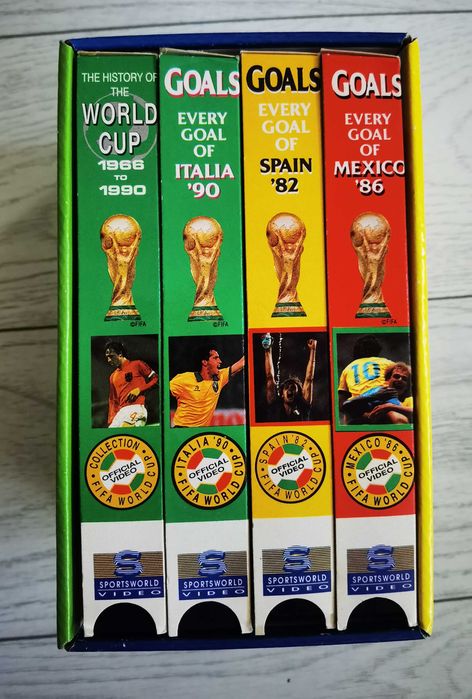 THE HISTORY OF
THE
WORLD
CUP
1966
TO
1990
©FIFA
COLLECTION
OFFICIAL
VIDEO
FIFA WORLD CUP
SPORTSWORLD
VIDEO
GOALS
EVERY
GOAL
OF
ITALIA
'90
©FIFA
ITALIA '90
OFFICIAL
VIDEO
FIFA WORLD CUP
SPORTSWORLD
VIDEO
GOALS
EVERY
GOAL
OF
SPAIN
'82
©FIFA
SPAIN '82
OFFICIAL
VIDEO
FIFA WORLD CUP
SPORTSWORLD
VIDEO
GOALS
EVERY
GOAL
OF
MEXICO
'86
©FIFA
10
MEXICO '86
OFFICIAL
VIDEO
FIFA WORLD CUP
SPORTSWORLD
VIDEO